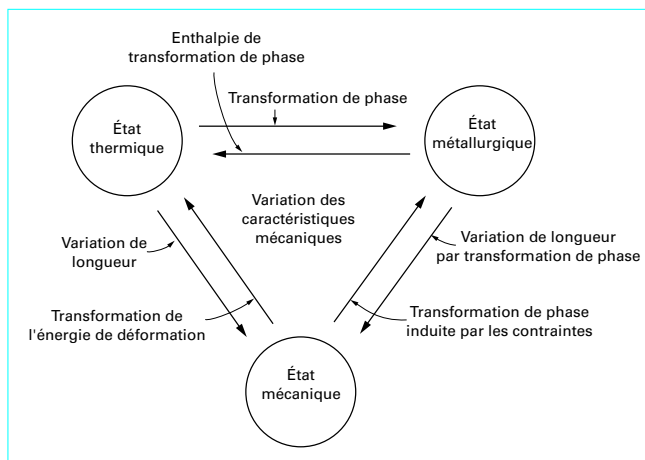 Enthalpie de
transformation de phase
Transformation de phase
État
thermique
État
métallurgique
Variation des
caractéristiques
mécaniques
Variation de
longueur
Variation de longueur
par transformation de phase
Transformation de
l'énergie de déformation
Transformation de phase
induite par les contraintes
État
mécanique